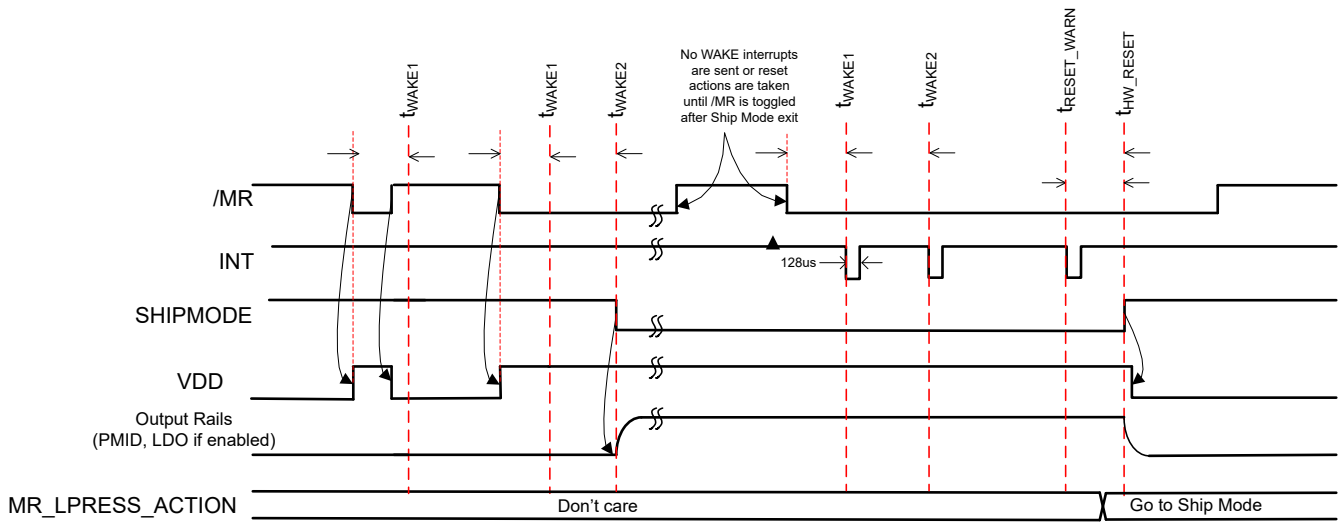 No WAKE interrupts
are sent or reset
actions are taken
until /MR is toggled
after Ship Mode exit
tWAKE1
tWAKE1
tWAKE2
tWAKE1
tWAKE2
tRESET_WARN
tHW_RESET
/MR
INT
128us
SHIPMODE
VDD
Output Rails
(PMID, LDO if enabled)
MR_LPRESS_ACTION
Don't care
Go to Ship Mode